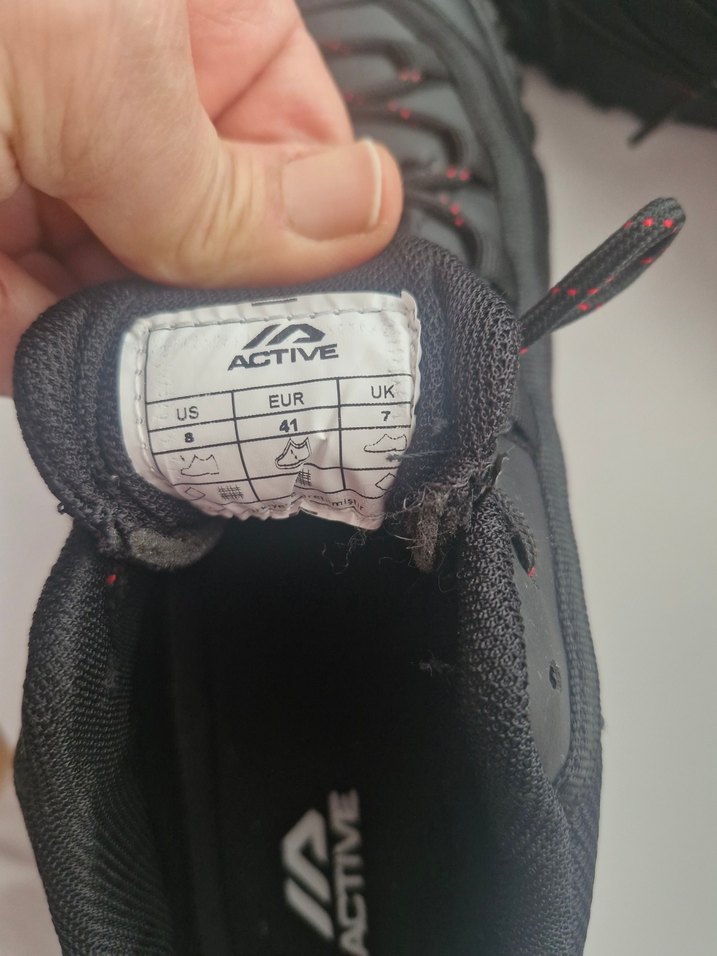 ACTIVE
US EUR UK
8 41 7
ACTIVE